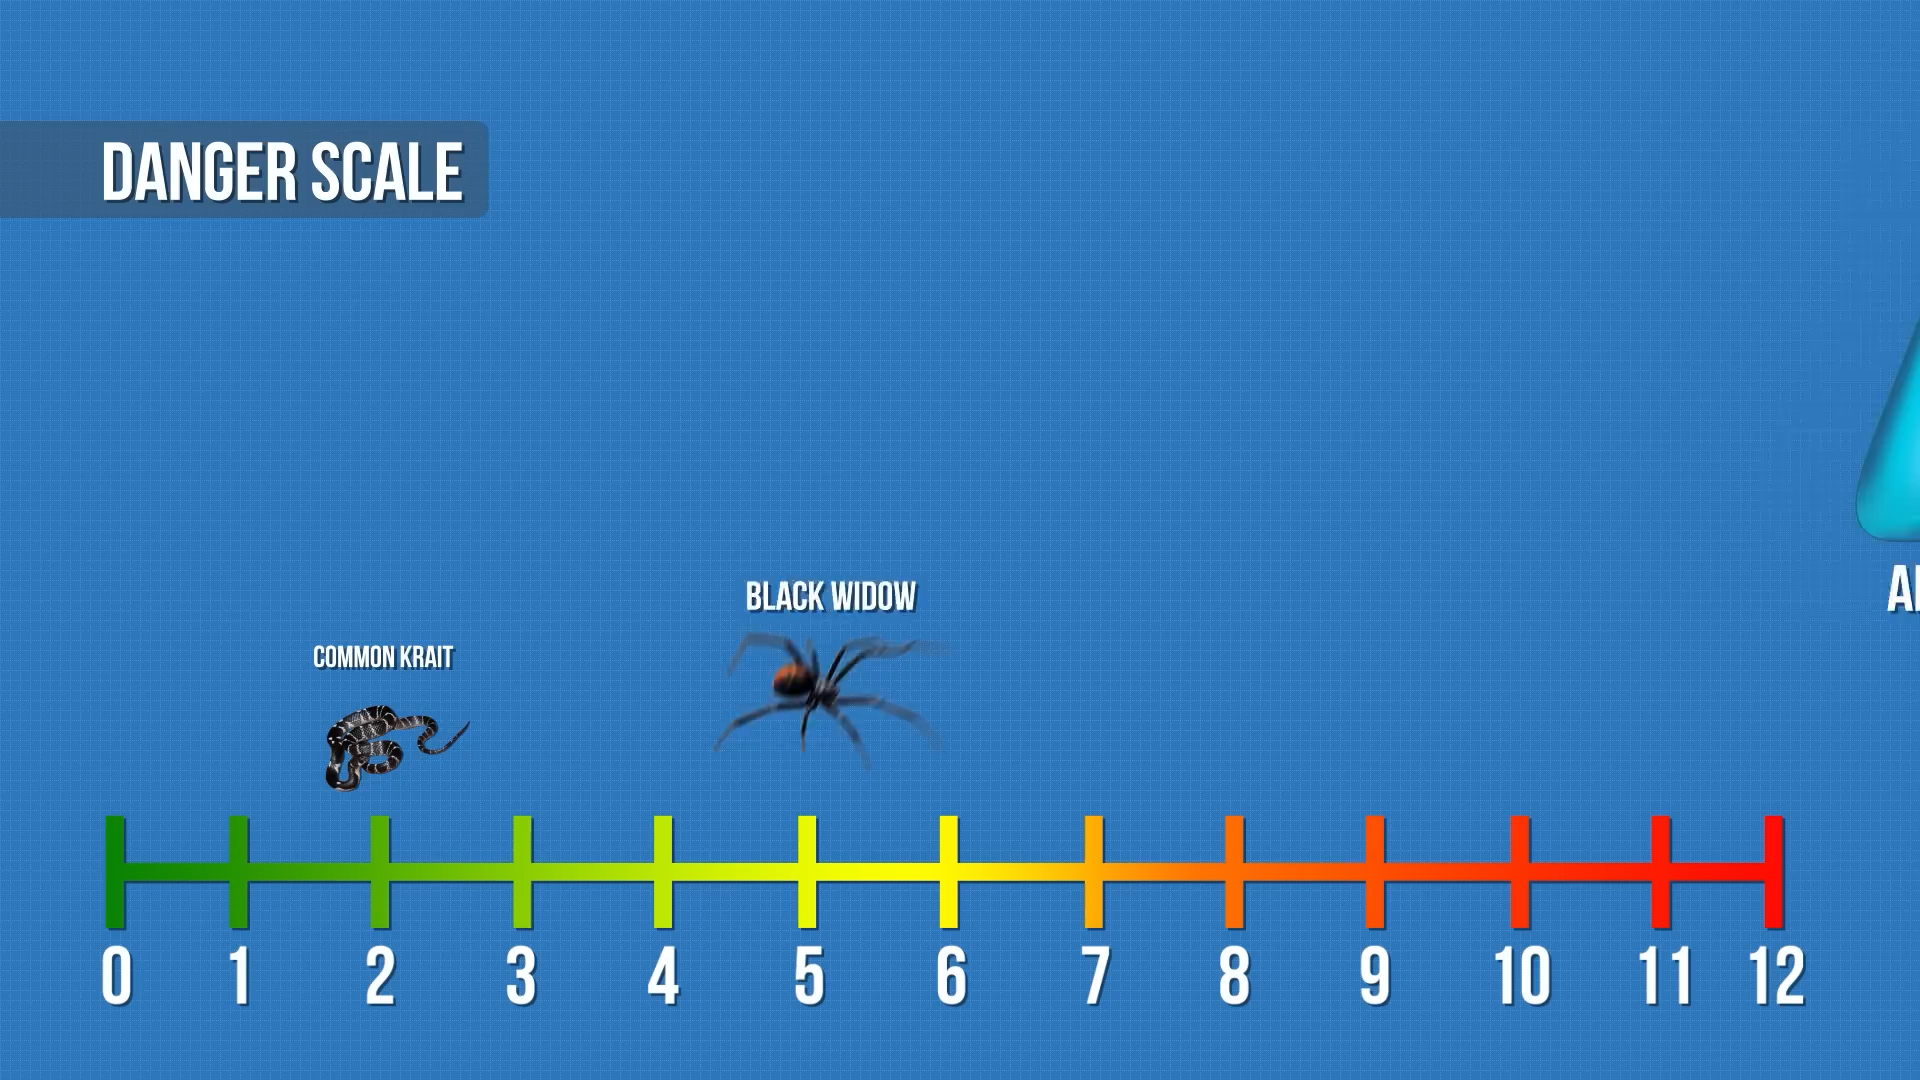 DANGER SCALE
BLACK WIDOW
COMMON KRAIT
0 1 2 3 4 5 6 7 8 9 10 11 12